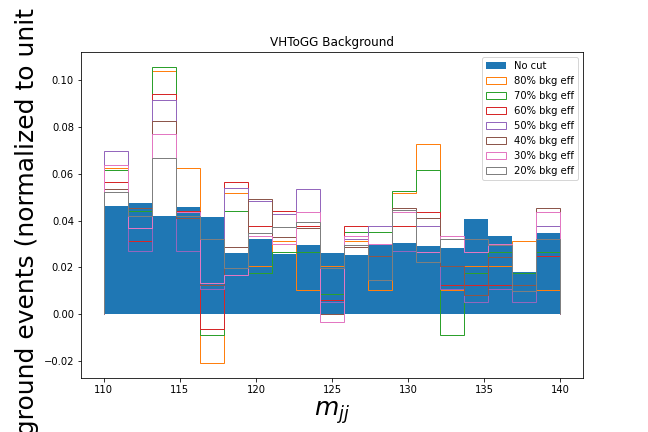 VHToGG Background
ground events (normalized to unit
0.10
0.08
0.06
0.04
0.02
0.00
−0.02
No cut
80% bkg eff
70% bkg eff
60% bkg eff
50% bkg eff
40% bkg eff
30% bkg eff
20% bkg eff
110 115 120 125 130 135 140
m_jj